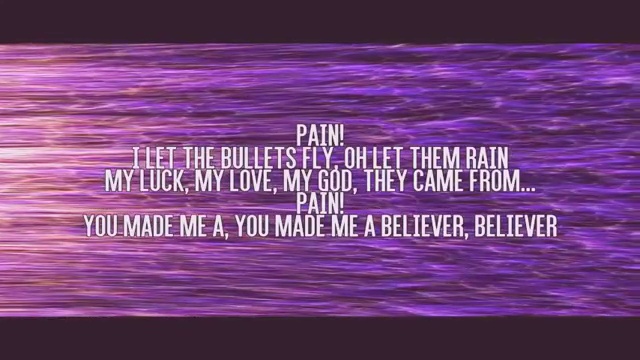 PAIN!
I LET THE BULLETS FLY, OH LET THEM RAIN
MY LUCK, MY LOVE, MY GOD, THEY CAME FROM...
PAIN!
YOU MADE ME A, YOU MADE ME A BELIEVER, BELIEVER